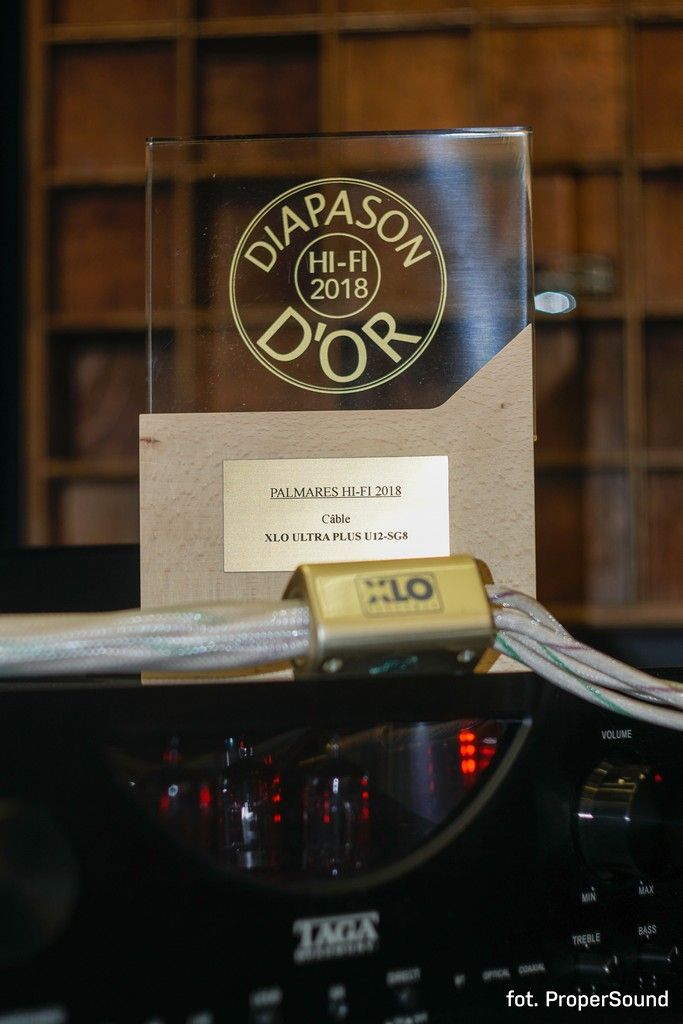 DIAPASON
HI-FI
2018
D'OR
PALMARES HI-FI 2018
Câble
XLO ULTRA PLUS U12-SG8
XLO
VOLUME
MIN MAX
TREBLE BASS
TAGA
DIRECT
OPTICAL COAXIAL
fot. ProperSound